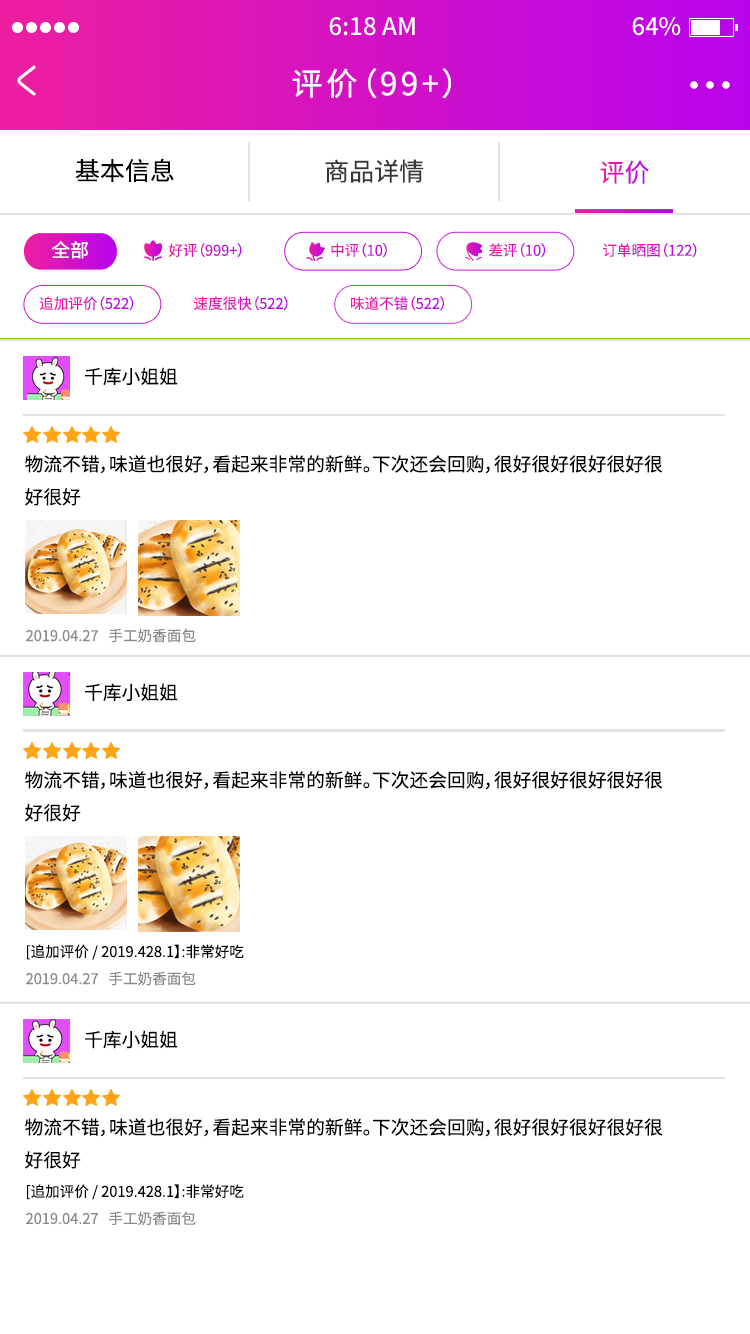 6:18 AM
64%
评价(99+)
基本信息
商品详情
评价
全部
好评(999+)
中评(10)
差评(10)
订单晒图(122)
追加评价(522)
速度很快(522)
味道不错(522)
千库小姐姐
物流不错,味道也很好,看起来非常的新鲜。下次还会回购,很好很好很好很好很
好很好
2019.04.27 手工奶香面包
千库小姐姐
物流不错,味道也很好,看起来非常的新鲜。下次还会回购,很好很好很好很好很
好很好
[追加评价 / 2019.428.1】:非常好吃
2019.04.27 手工奶香面包
千库小姐姐
物流不错,味道也很好,看起来非常的新鲜。下次还会回购,很好很好很好很好很
好很好
[追加评价 / 2019.428.1】:非常好吃
2019.04.27 手工奶香面包